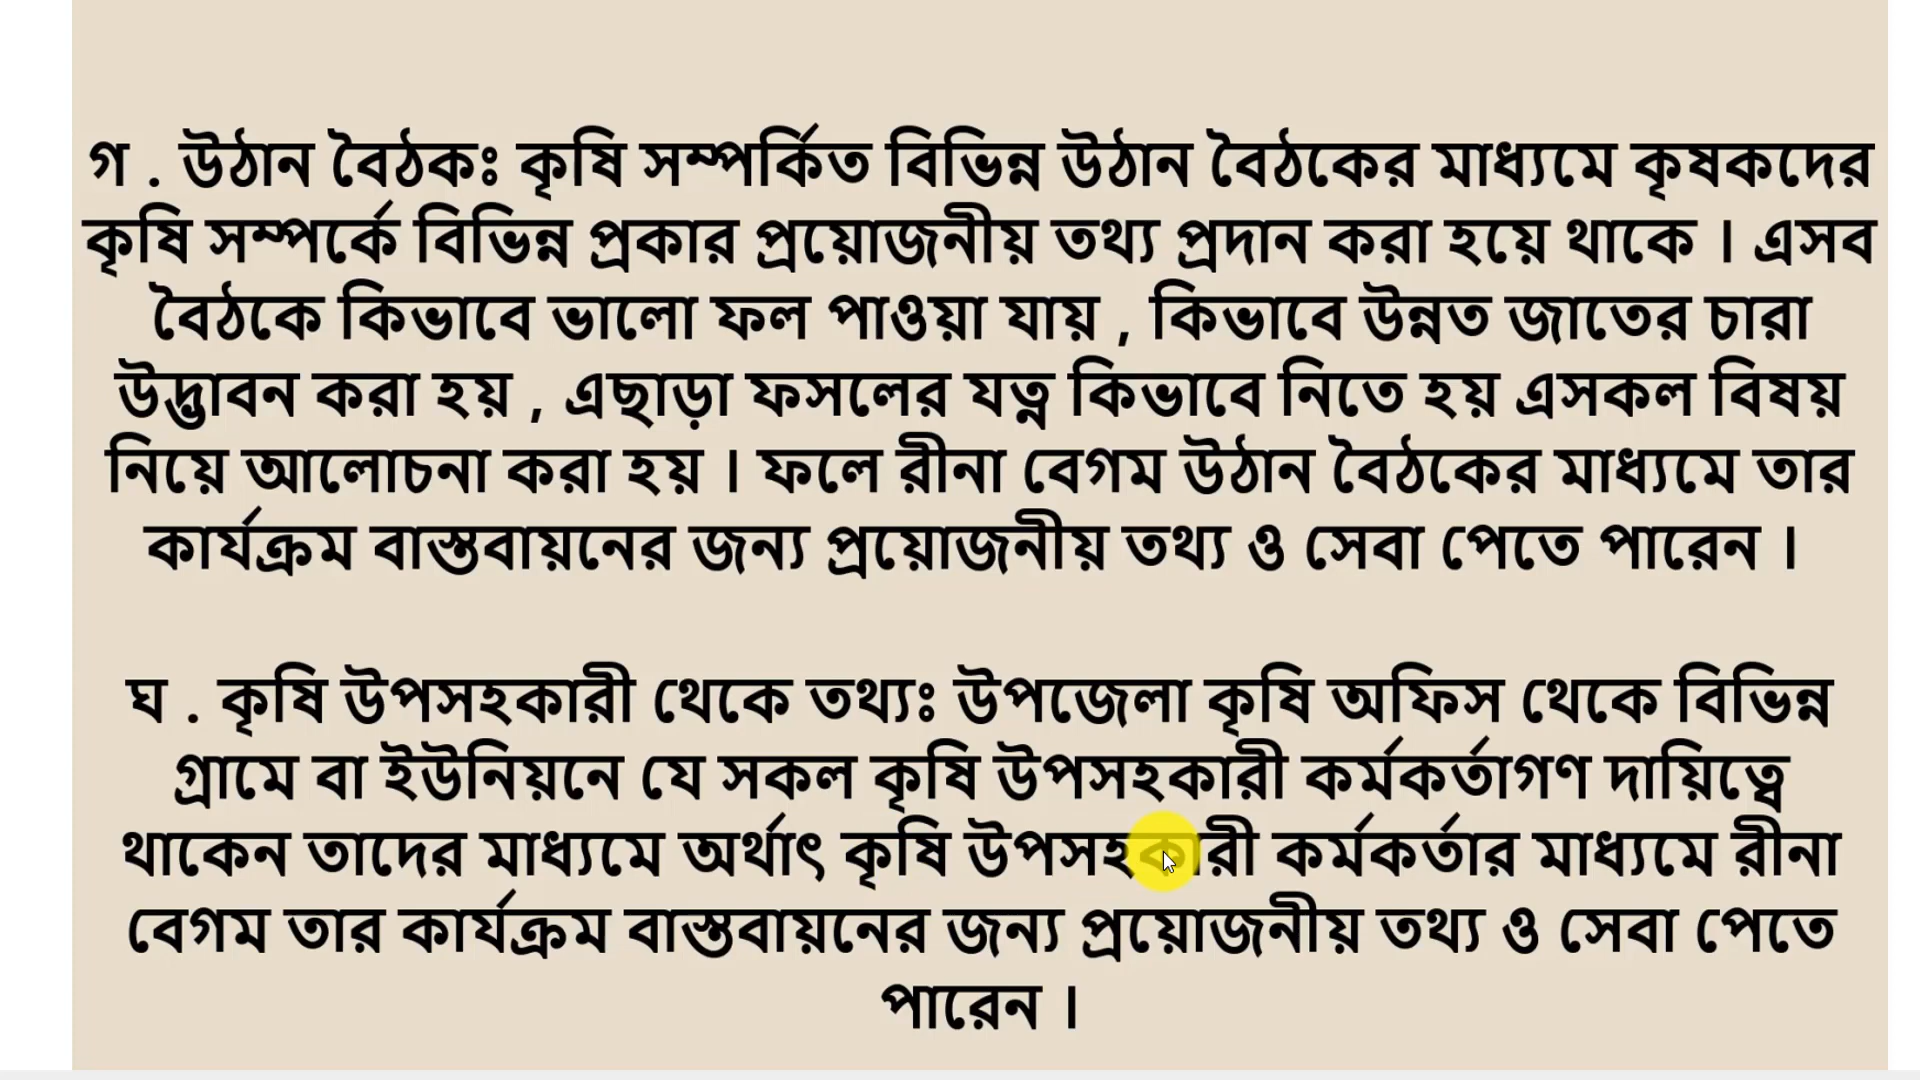 গ . উঠান বৈঠকঃ কৃষি সম্পর্কিত বিভিন্ন উঠান বৈঠকের মাধ্যমে কৃষকদের
কৃষি সম্পর্কে বিভিন্ন প্রকার প্রয়োজনীয় তথ্য প্রদান করা হয়ে থাকে । এসব
বৈঠকে কিভাবে ভালো ফল পাওয়া যায় , কিভাবে উন্নত জাতের চারা
উদ্ভাবন করা হয় , এছাড়া ফসলের যত্ন কিভাবে নিতে হয় এসকল বিষয়
নিয়ে আলোচনা করা হয় । ফলে রীনা বেগম উঠান বৈঠকের মাধ্যমে তার
কার্যক্রম বাস্তবায়নের জন্য প্রয়োজনীয় তথ্য ও সেবা পেতে পারেন ।
ঘ . কৃষি উপসহকারী থেকে তথ্যঃ উপজেলা কৃষি অফিস থেকে বিভিন্ন
গ্রামে বা ইউনিয়নে যে সকল কৃষি উপসহকারী কর্মকর্তাগণ দায়িত্বে
থাকেন তাদের মাধ্যমে অর্থাৎ কৃষি উপসহকারী কর্মকর্তার মাধ্যমে রীনা
বেগম তার কার্যক্রম বাস্তবায়নের জন্য প্রয়োজনীয় তথ্য ও সেবা পেতে
পারেন ।